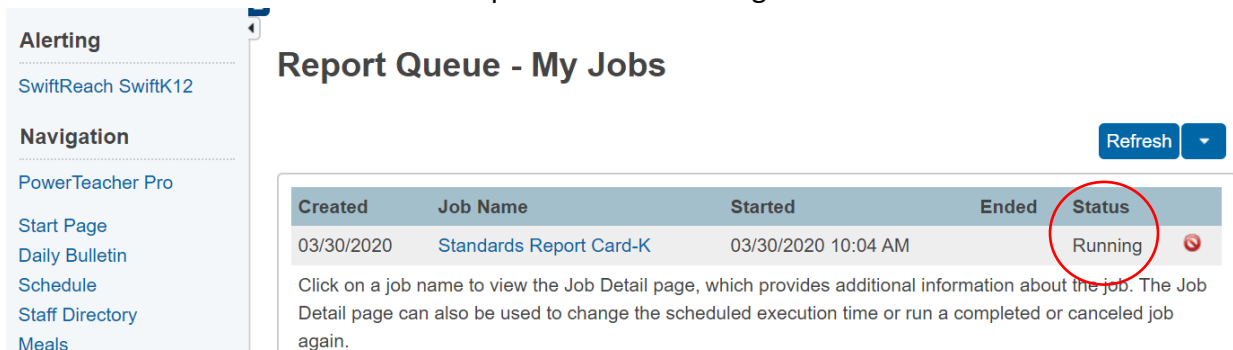 Alerting
SwiftReach SwiftK12
Navigation
PowerTeacher Pro
Start Page
Daily Bulletin
Schedule
Staff Directory
Meals
Report Queue - My Jobs
Refresh
Created Job Name Started Ended Status
03/30/2020 Standards Report Card-K 03/30/2020 10:04 AM Running
Click on a job name to view the Job Detail page, which provides additional information about the job. The Job
Detail page can also be used to change the scheduled execution time or run a completed or canceled job
again.